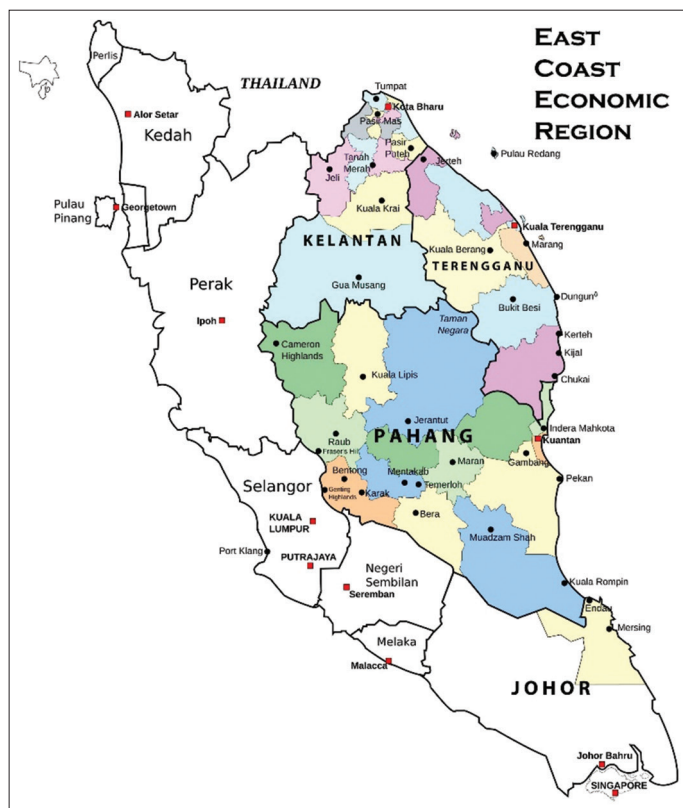 EAST
COAST
ECONOMIC
REGION
Perlis
THAILAND
Tumpat
Alor Setar
Kota Bharu
Kedah
Pasir Mas
Pasir
Puteh
Pulau Redang
Tanah
Merah
Jerteh
Jeli
Pulau
Pinang
Georgetown
Kuala Krai
Kuala Terengganu
KELANTAN
Kuala Berang
Marang
TERENGGANU
Perak
Gua Musang
Bukit Besi
Dungun
Ipoh
Taman
Negara
Cameron
Highlands
Kerteh
Kijal
Kuala Lipis
Chukai
Jerantut
Indera Mahkota
Raub
PAHANG
Kuantan
Fraser's Hill
Maran
Gambang
Bentong
Mentakab
Selangor
Genting
Highlands
Karak
Temerloh
Pekan
Bera
KUALA
LUMPUR
Muadzam Shah
Port Klang
PUTRAJAYA
Negeri
Sembilan
Kuala Rompin
Seremban
Endau
Mersing
Melaka
Malacca
JOHOR
Johor Bahru
SINGAPORE